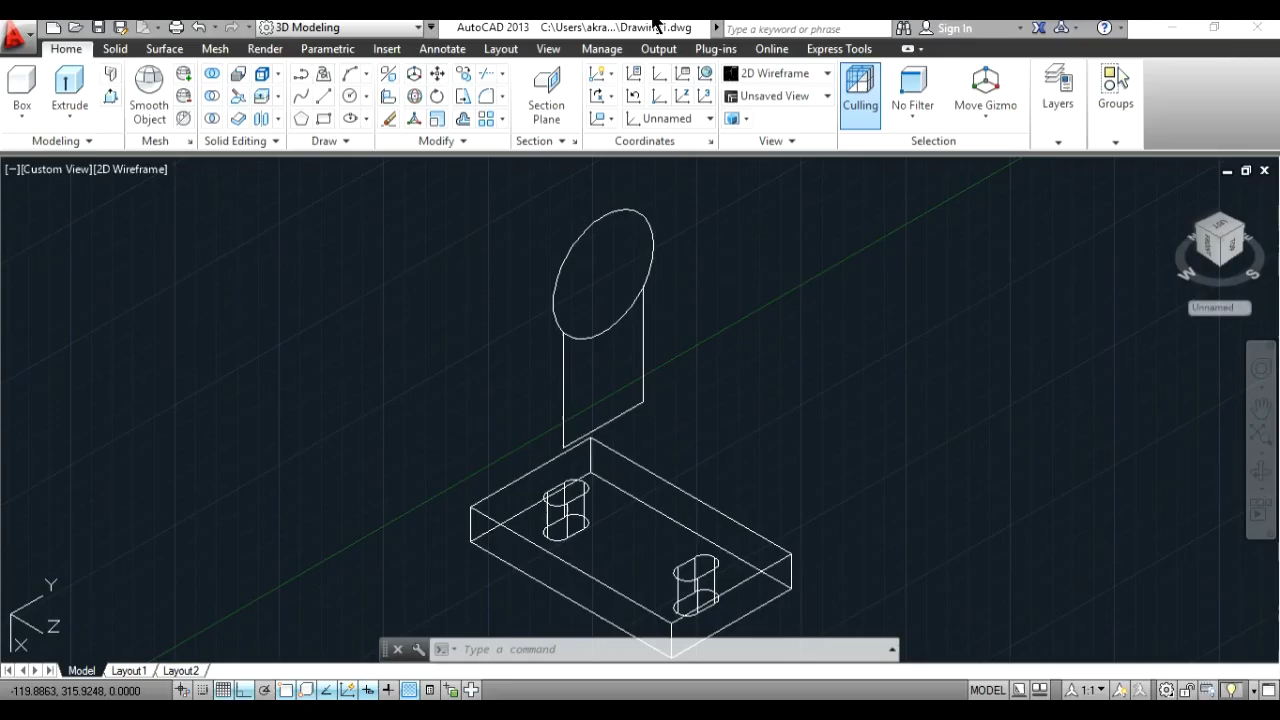 3D Modeling
AutoCAD 2013 C:\Users\akra...\Drawing1.dwg
Type a keyword or phrase
Sign In
Home Solid Surface Mesh Render Parametric Insert Annotate Layout View Manage Output Plug-ins Online Express Tools
2D Wireframe
Unsaved View
Unnamed
Box Extrude Smooth Object Section Plane Culling No Filter Move Gizmo Layers Groups
Modeling Mesh Solid Editing Draw Modify Section Coordinates View Selection
[−][Custom View][2D Wireframe]
TOP
W S
Unnamed
Y
Z
X
Type a command
Model Layout1 Layout2
-119.8863, 315.9248, 0.0000
MODEL 1:1